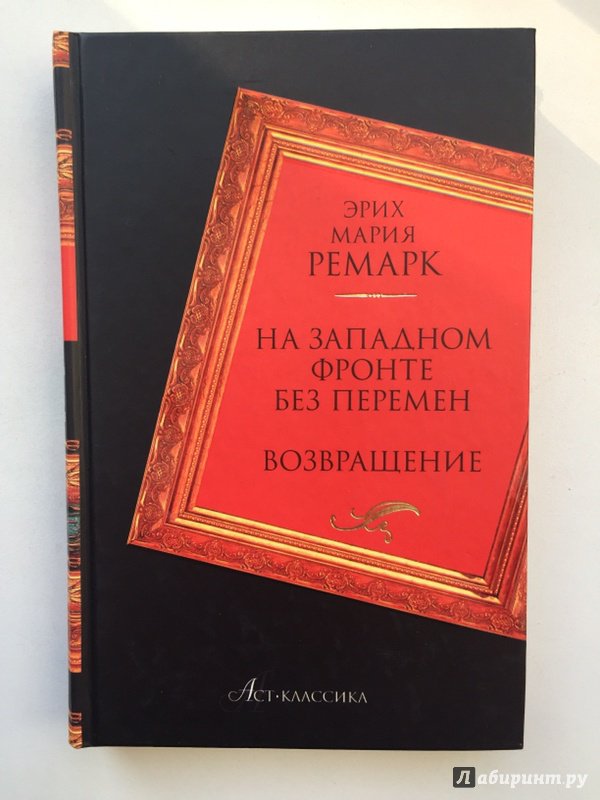 ЭРИХ
МАРИЯ
РЕМАРК
НА ЗАПАДНОМ
ФРОНТЕ
БЕЗ ПЕРЕМЕН
ВОЗВРАЩЕНИЕ
АСТ·КЛАССИКА
Лабиринт.ру